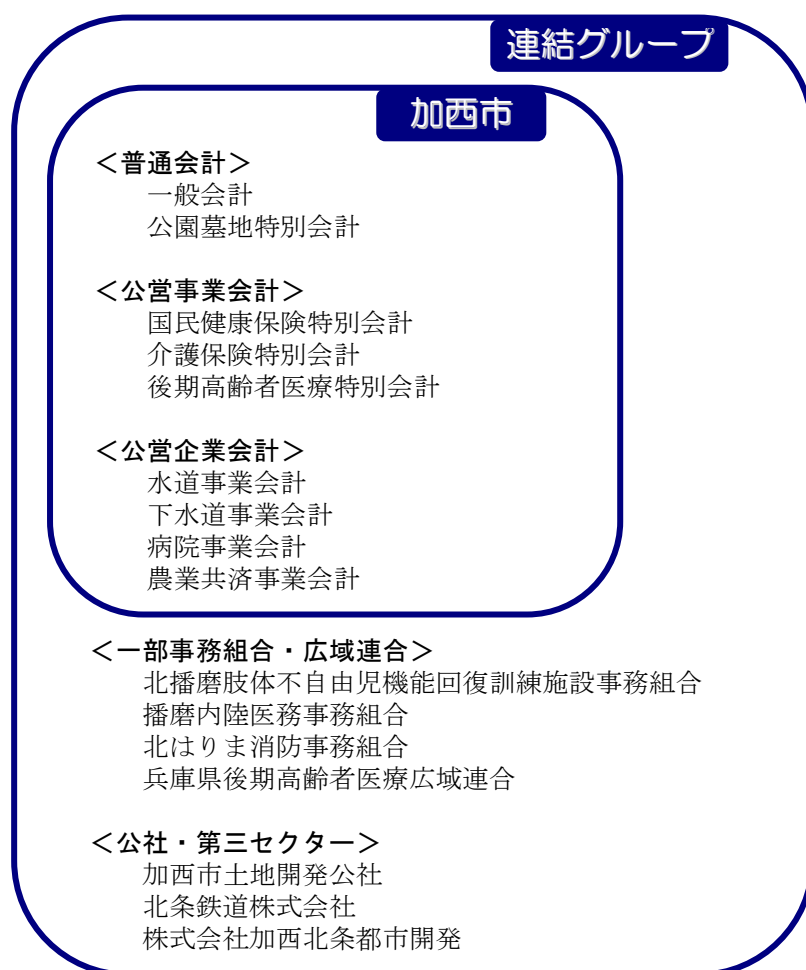 連結グループ
加西市
＜普通会計＞
一般会計
公園墓地特別会計
＜公営事業会計＞
国民健康保険特別会計
介護保険特別会計
後期高齢者医療特別会計
＜公営企業会計＞
水道事業会計
下水道事業会計
病院事業会計
農業共済事業会計
＜一部事務組合・広域連合＞
北播磨肢体不自由児機能回復訓練施設事務組合
播磨内陸医務事務組合
北はりま消防事務組合
兵庫県後期高齢者医療広域連合
＜公社・第三セクター＞
加西市土地開発公社
北条鉄道株式会社
株式会社加西北条都市開発